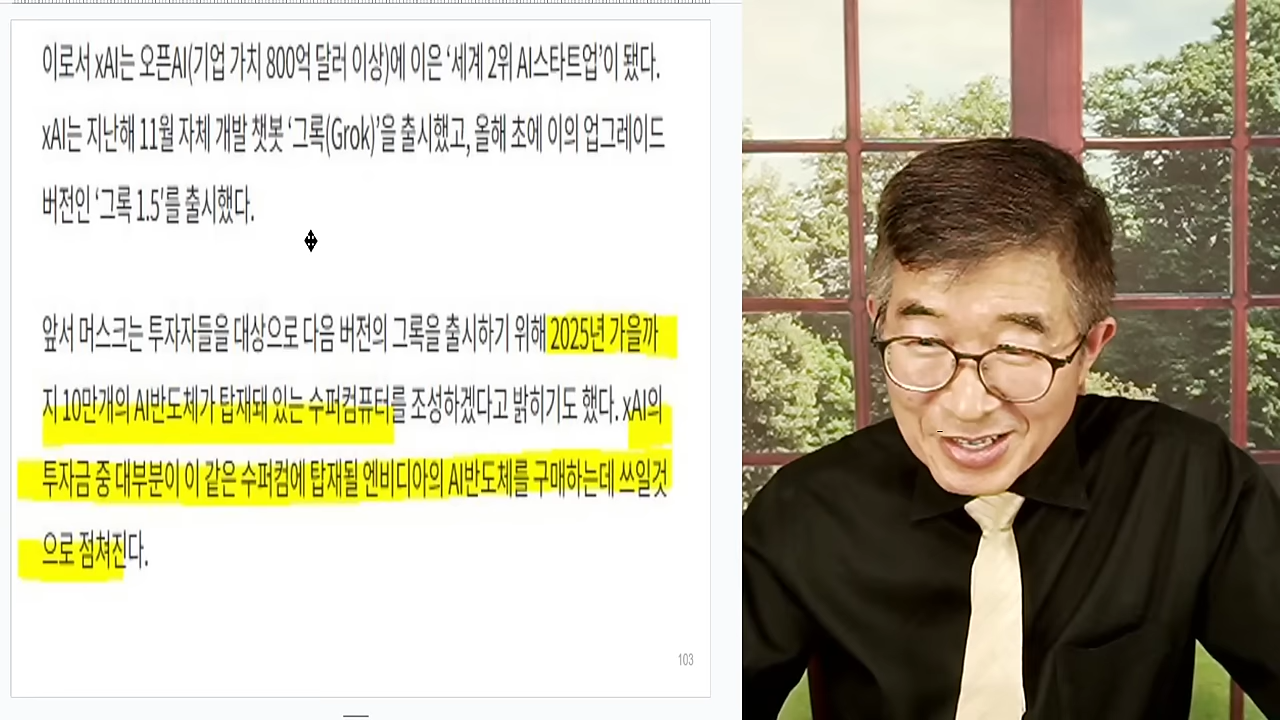 이로서 xAI는 오픈AI(기업 가치 800억 달러 이상)에 이은 ‘세계 2위 AI스타트업’이 됐다.
xAI는 지난해 11월 자체 개발 챗봇 ‘그록(Grok)’을 출시했고, 올해 초에 이의 업그레이드
버전인 ‘그록 1.5’를 출시했다.
앞서 머스크는 투자자들을 대상으로 다음 버전의 그록을 출시하기 위해 2025년 가을까
지 10만개의 AI반도체가 탑재돼 있는 수퍼컴퓨터를 조성하겠다고 밝히기도 했다. xAI의
투자금 중 대부분이 이 같은 수퍼컴에 탑재될 엔비디아의 AI반도체를 구매하는데 쓰일것
으로 점쳐진다.
103